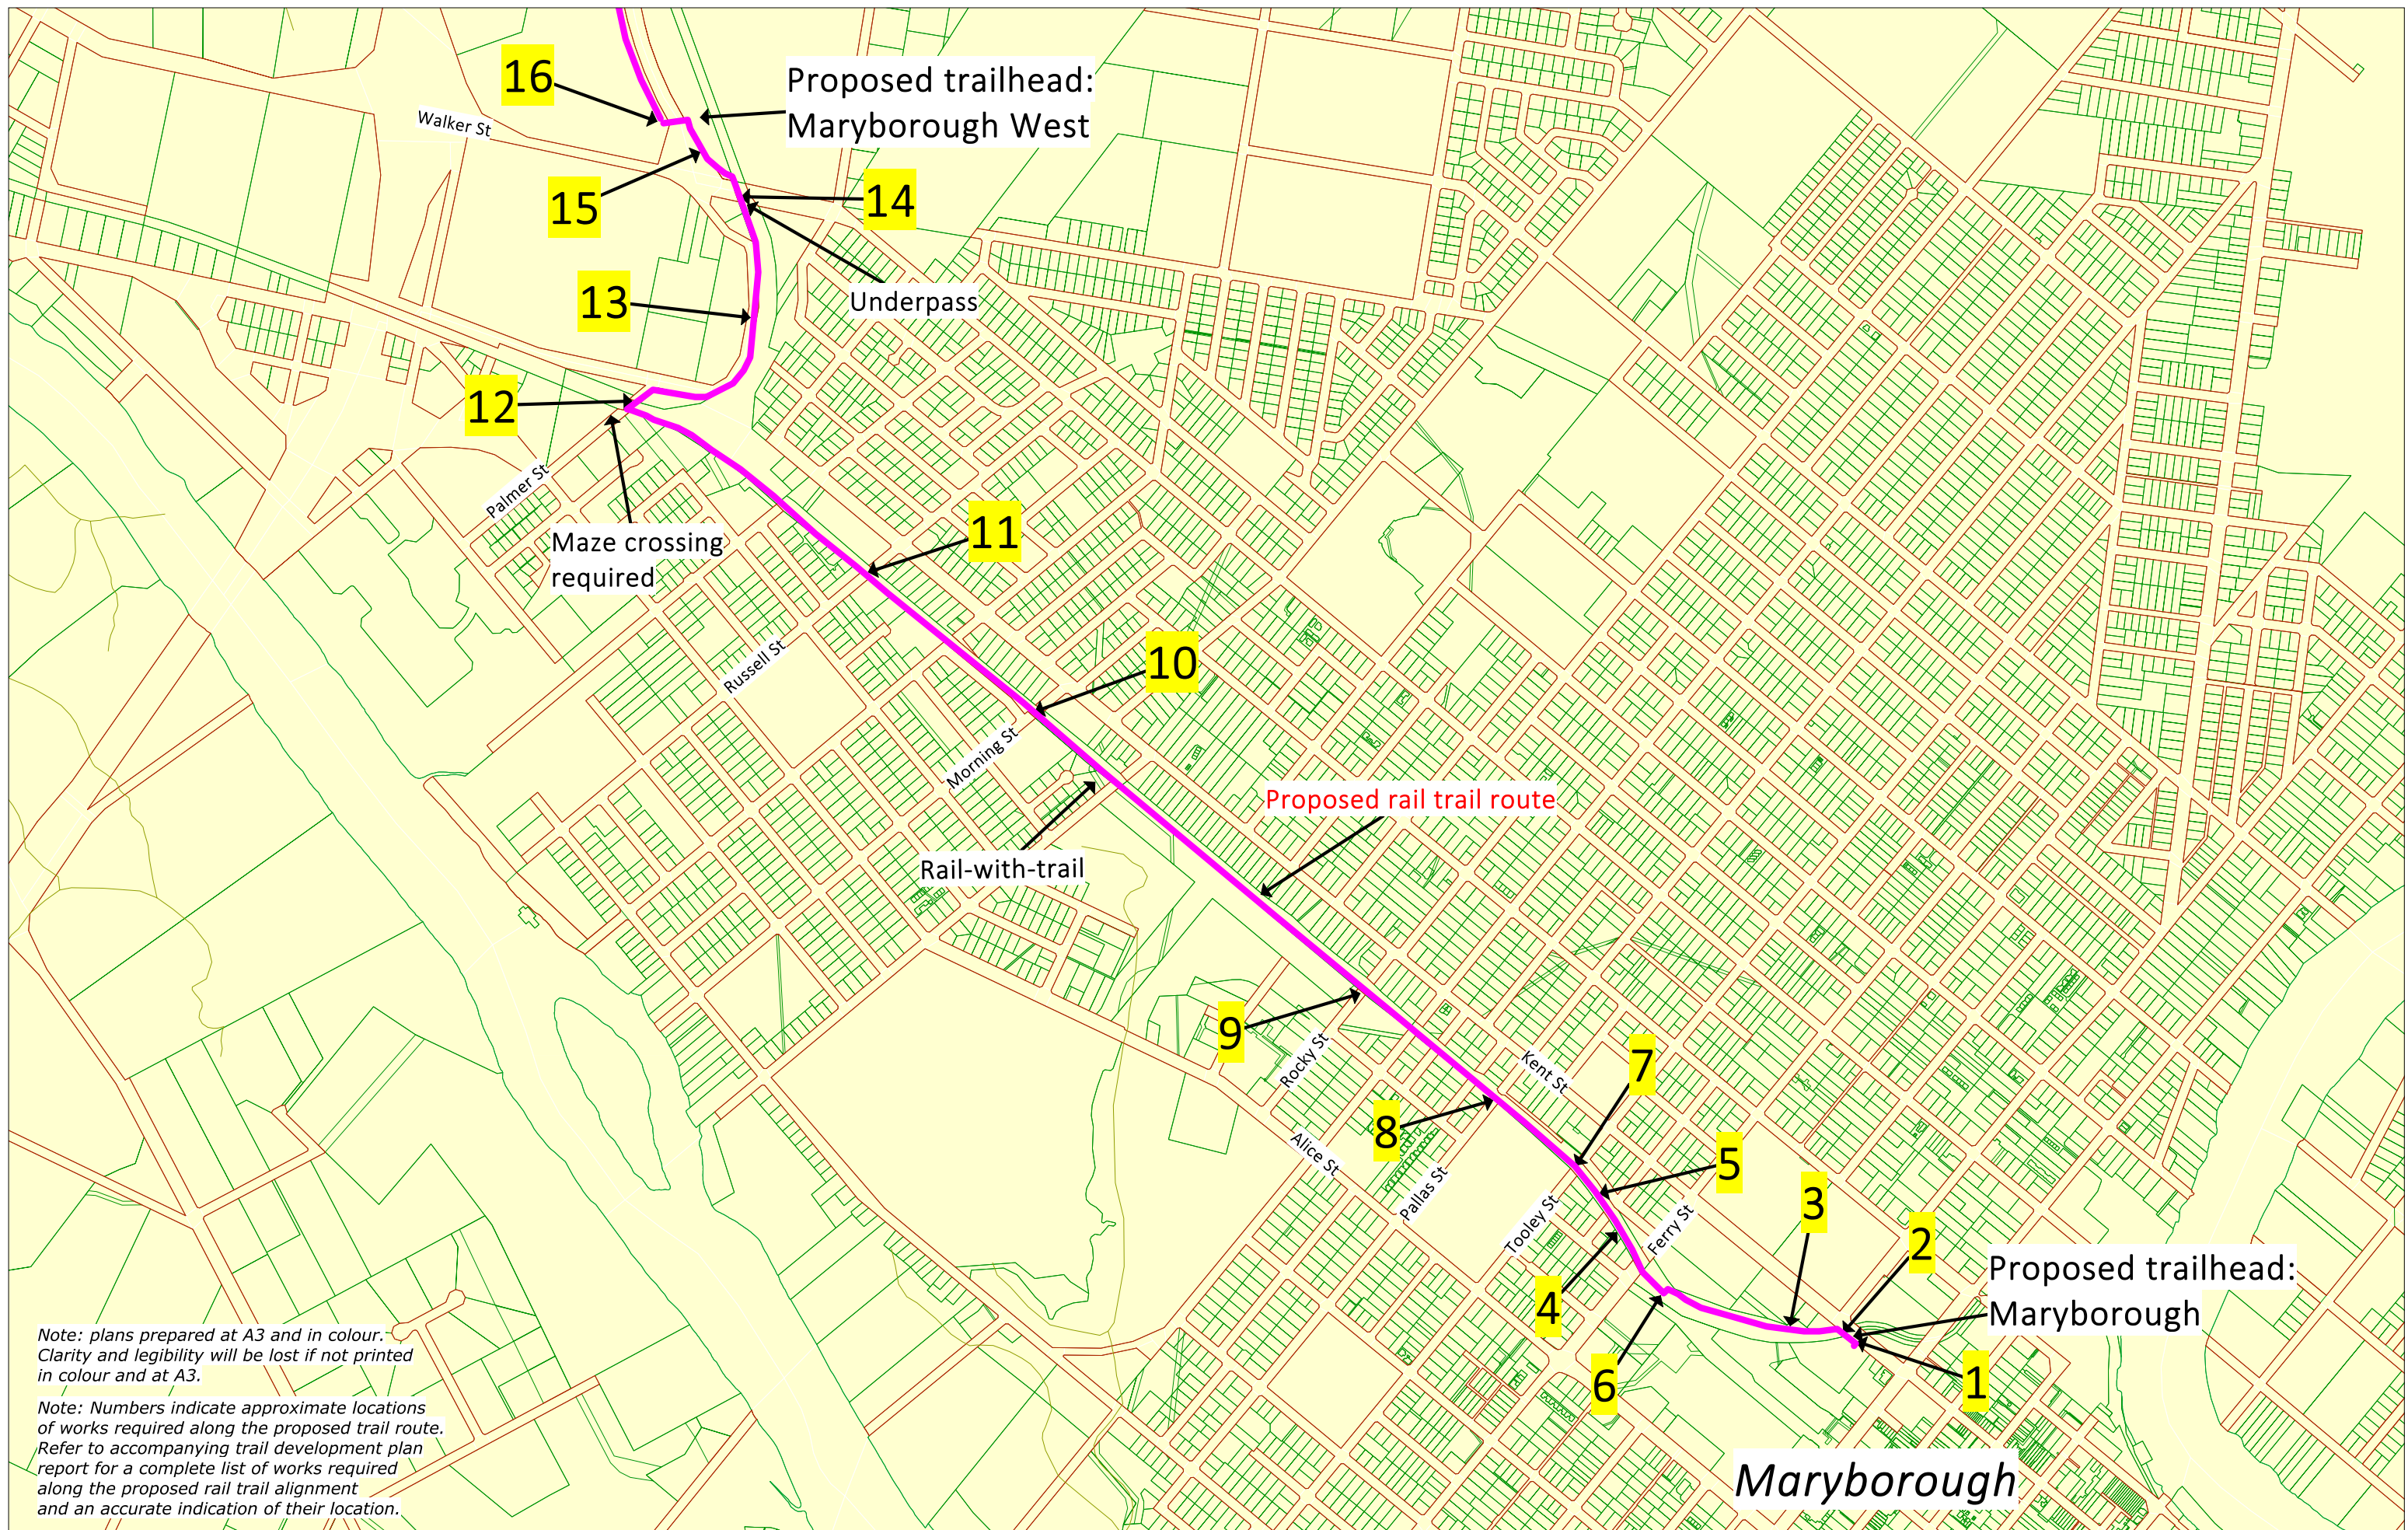 16
Proposed trailhead:
Maryborough West
Walker St
15
14
13
Underpass
12
Palmer St
Maze crossing
required
11
Russell St
10
Morning St
Proposed rail trail route
Rail-with-trail
9
Rocky St
Kent St
7
8
Alice St
Pallas St
5
Tooley St
Ferry St
3
2
4
Proposed trailhead:
Maryborough
6
1
Maryborough
Note: plans prepared at A3 and in colour.
Clarity and legibility will be lost if not printed
in colour and at A3.
Note: Numbers indicate approximate locations
of works required along the proposed trail route.
Refer to accompanying trail development plan
report for a complete list of works required
along the proposed rail trail alignment
and an accurate indication of their location.